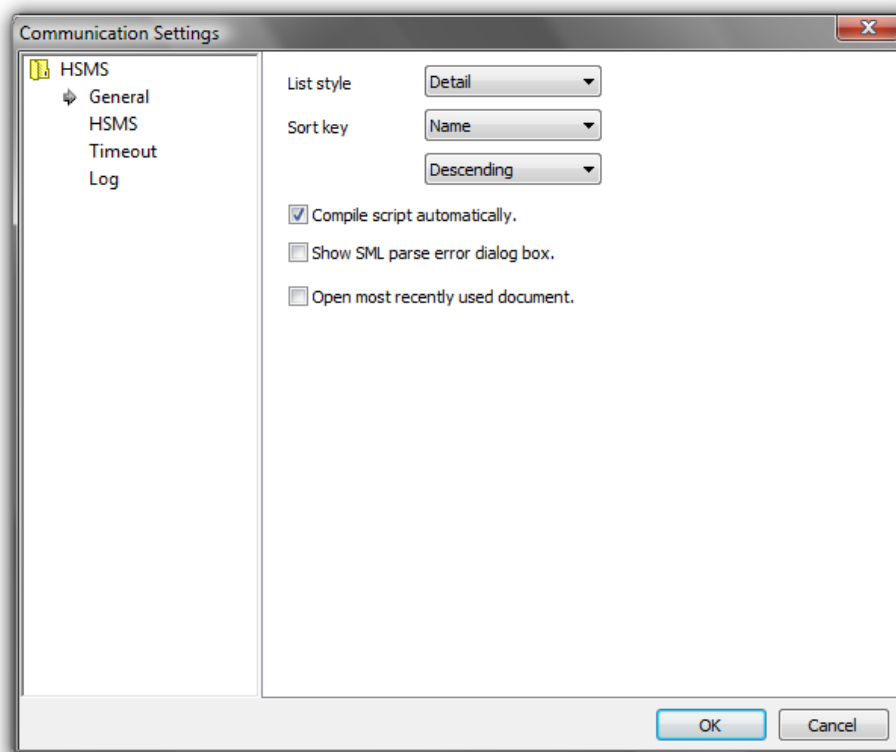 Communication Settings
HSMS
General
HSMS
Timeout
Log
List style
Detail
Sort key
Name
Descending
Compile script automatically.
Show SML parse error dialog box.
Open most recently used document.
OK
Cancel